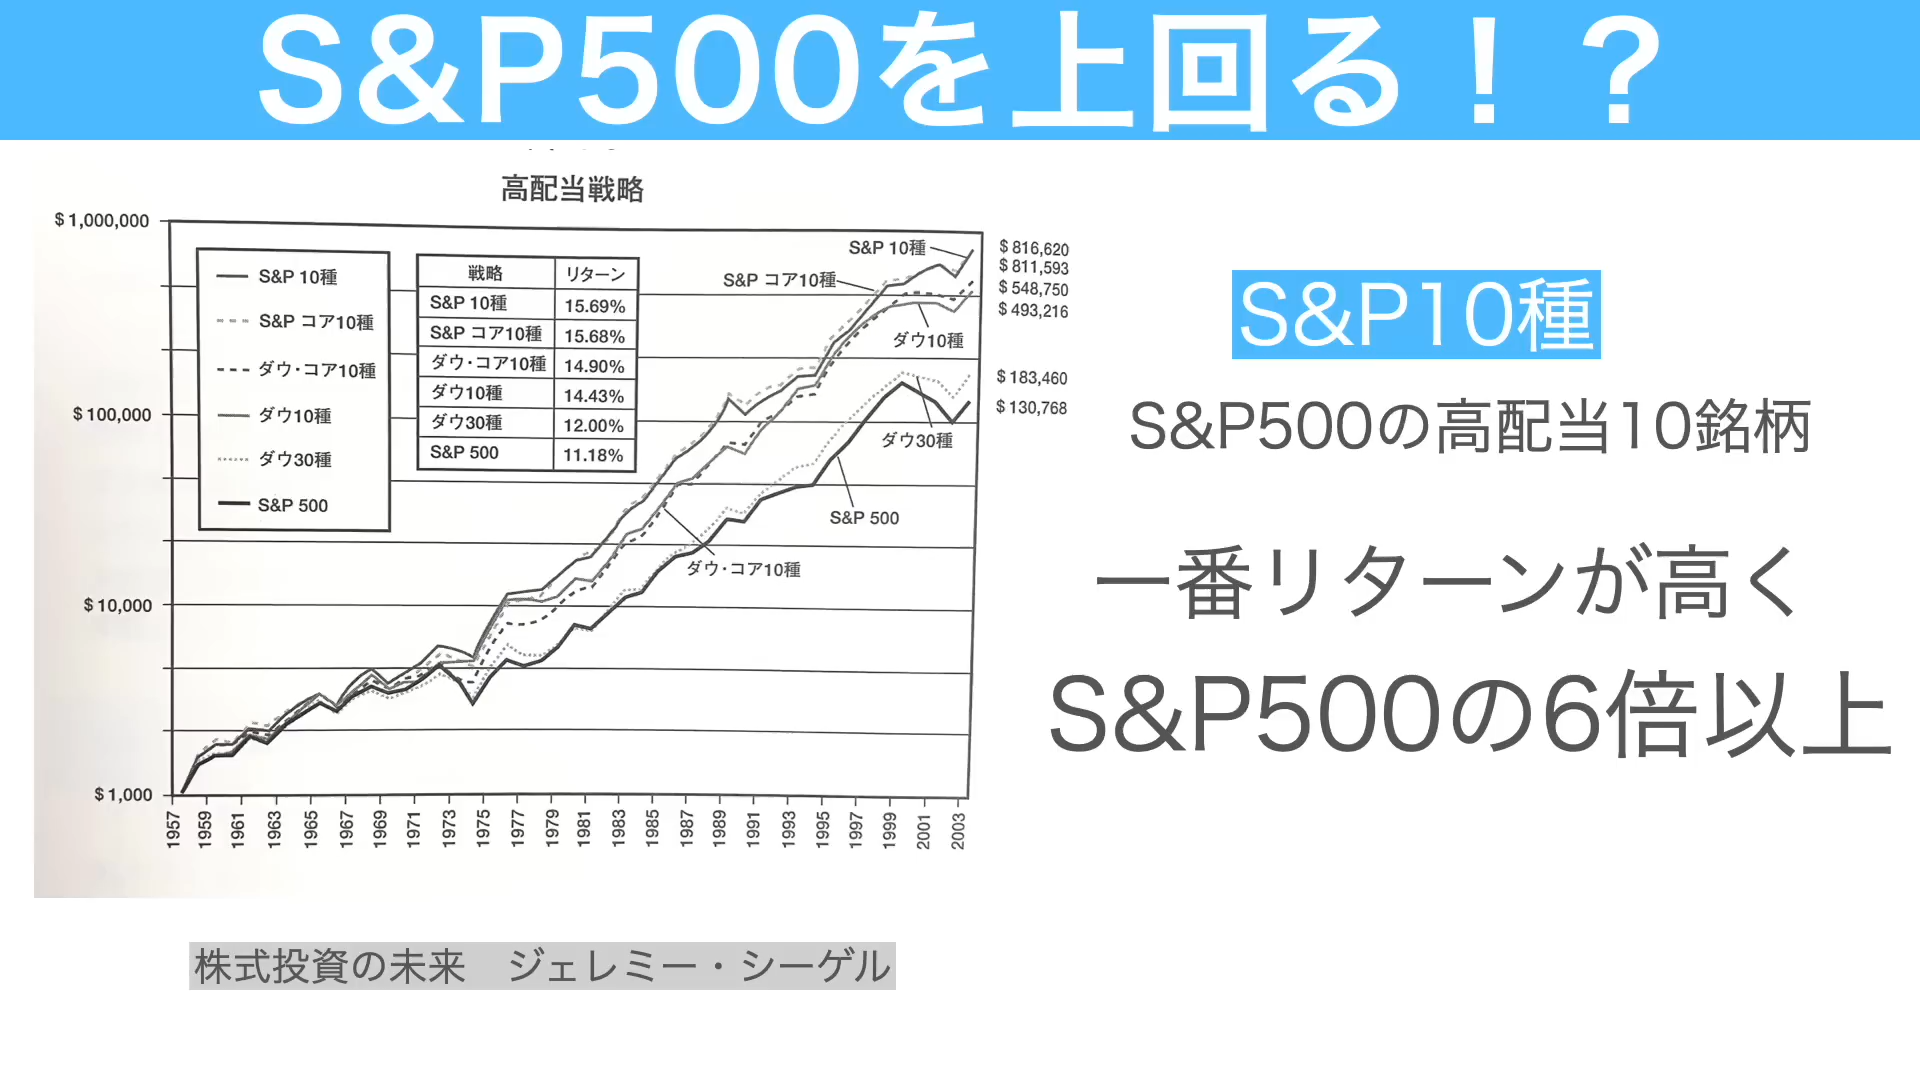 S&P500を上回る！？
高配当戦略
$ 1,000,000
$ 100,000
$ 10,000
$ 1,000
S&P 10種
S&P コア10種
ダウ・コア10種
ダウ10種
ダウ30種
S&P 500
戦略 リターン
S&P 10種 15.69%
S&P コア10種 15.68%
ダウ・コア10種 14.90%
ダウ10種 14.43%
ダウ30種 12.00%
S&P 500 11.18%
S&P 10種
S&P コア10種
ダウ10種
ダウ30種
S&P 500
ダウ・コア10種
$ 816,620
$ 811,593
$ 548,750
$ 493,216
$ 183,460
$ 130,768
1957 1959 1961 1963 1965 1967 1969 1971 1973 1975 1977 1979 1981 1983 1985 1987 1989 1991 1993 1995 1997 1999 2001 2003
S&P10種
S&P500の高配当10銘柄
一番リターンが高く
S&P500の6倍以上
株式投資の未来　ジェレミー・シーゲル